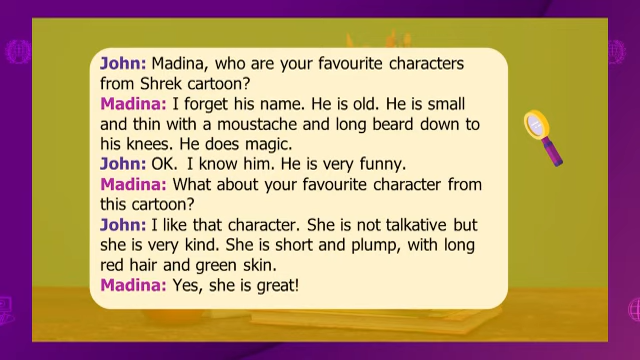 John: Madina, who are your favourite characters
from Shrek cartoon?
Madina: I forget his name. He is old. He is small
and thin with a moustache and long beard down to
his knees. He does magic.
John: OK. I know him. He is very funny.
Madina: What about your favourite character from
this cartoon?
John: I like that character. She is not talkative but
she is very kind. She is short and plump, with long
red hair and green skin.
Madina: Yes, she is great!